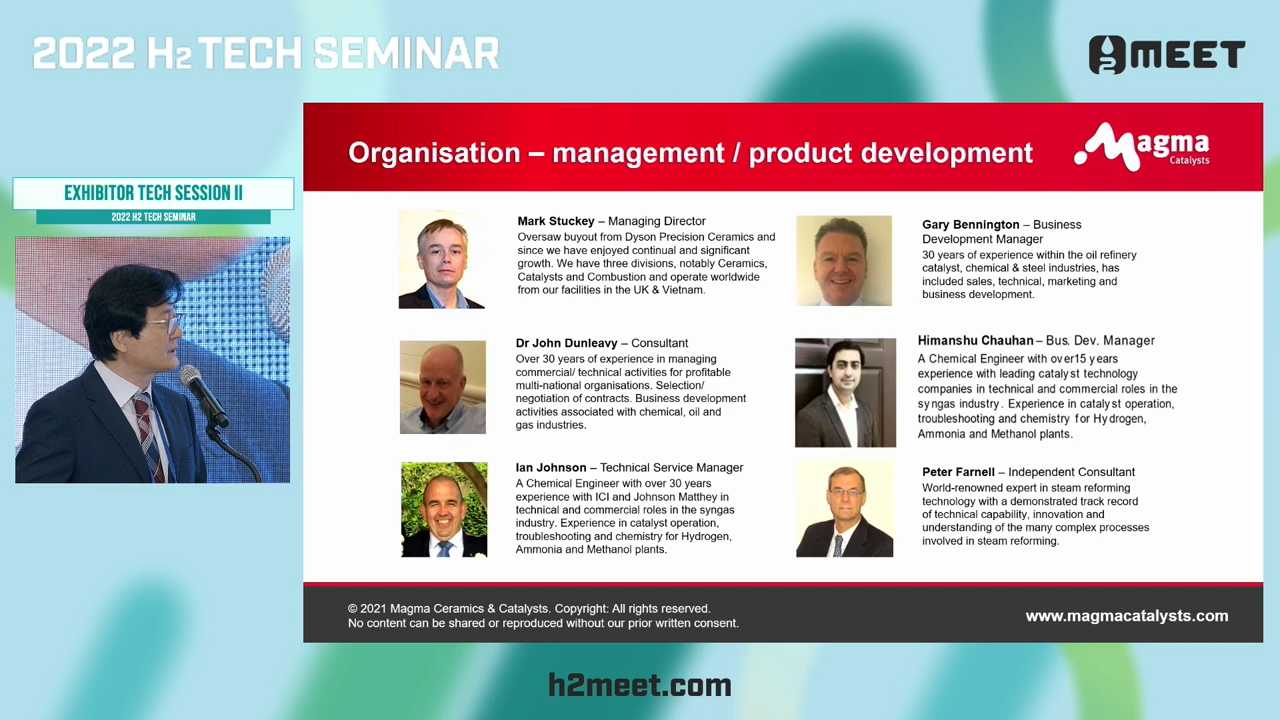 2022 H2 TECH SEMINAR
MEET
EXHIBITOR TECH SESSION II
2022 H2 TECH SEMINAR
Organisation – management / product development
Magma
Catalysts
Mark Stuckey – Managing Director
Oversaw buyout from Dyson Precision Ceramics and
since we have enjoyed continual and significant
growth. We have three divisions, notably Ceramics,
Catalysts and Combustion and operate worldwide
from our facilities in the UK & Vietnam.
Dr John Dunleavy – Consultant
Over 30 years of experience in managing
commercial/ technical activities for profitable
multi-national organisations. Selection/
negotiation of contracts. Business development
activities associated with chemical, oil and
gas industries.
Ian Johnson – Technical Service Manager
A Chemical Engineer with over 30 years
experience with ICI and Johnson Matthey in
technical and commercial roles in the syngas
industry. Experience in catalyst operation,
troubleshooting and chemistry for Hydrogen,
Ammonia and Methanol plants.
Gary Bennington – Business
Development Manager
30 years of experience within the oil refinery
catalyst, chemical & steel industries, has
included sales, technical, marketing and
business development.
Himanshu Chauhan – Bus. Dev. Manager
A Chemical Engineer with over15 years
experience with leading catalyst technology
companies in technical and commercial roles in the
syngas industry. Experience in catalyst operation,
troubleshooting and chemistry for Hydrogen,
Ammonia and Methanol plants.
Peter Farnell – Independent Consultant
World-renowned expert in steam reforming
technology with a demonstrated track record
of technical capability, innovation and
understanding of the many complex processes
involved in steam reforming.
© 2021 Magma Ceramics & Catalysts. Copyright: All rights reserved.
No content can be shared or reproduced without our prior written consent.
www.magmacatalysts.com
h2meet.com